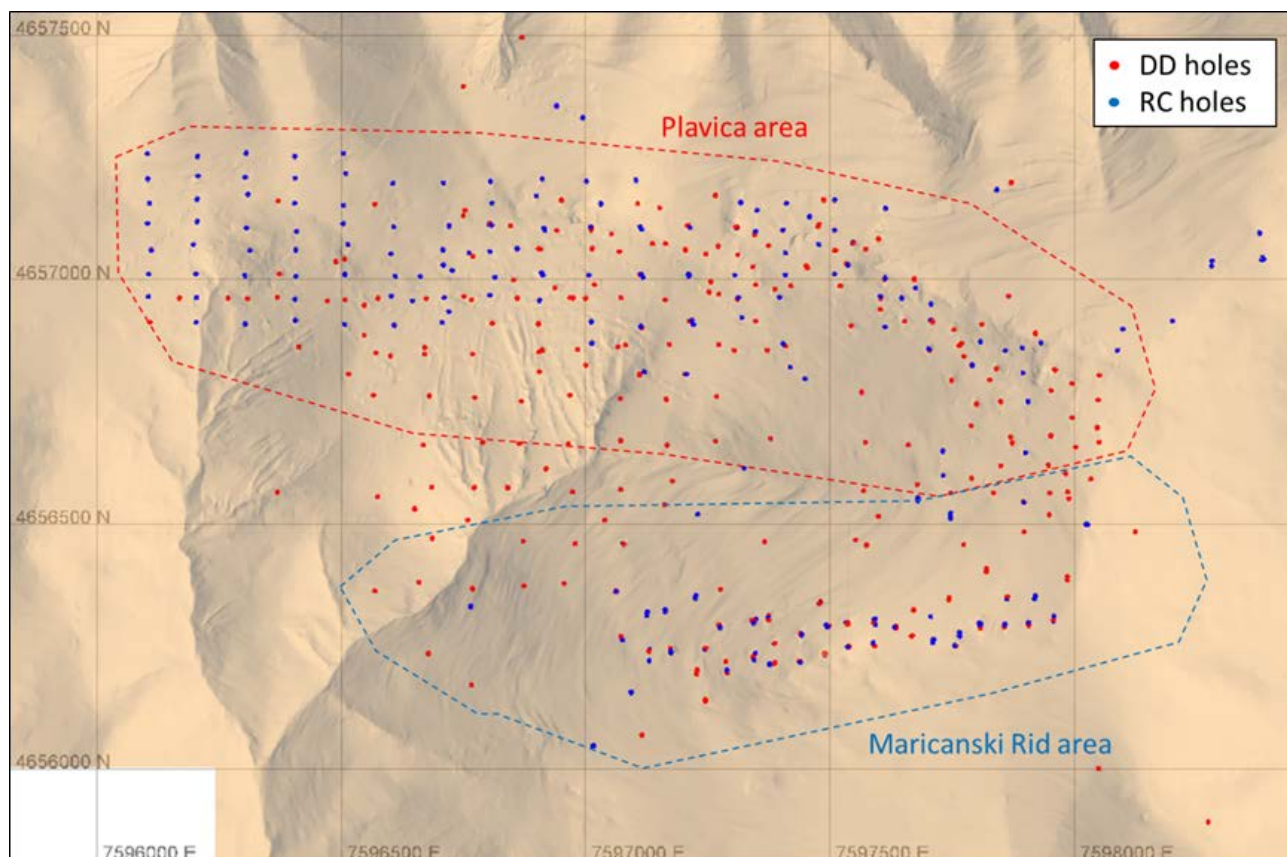 4657500 N
DD holes
RC holes
Plavica area
4657000 N
4656500 N
Maricanski Rid area
4656000 N
7596000 E
7596500 E
7597000 E
7597500 E
7598000 E